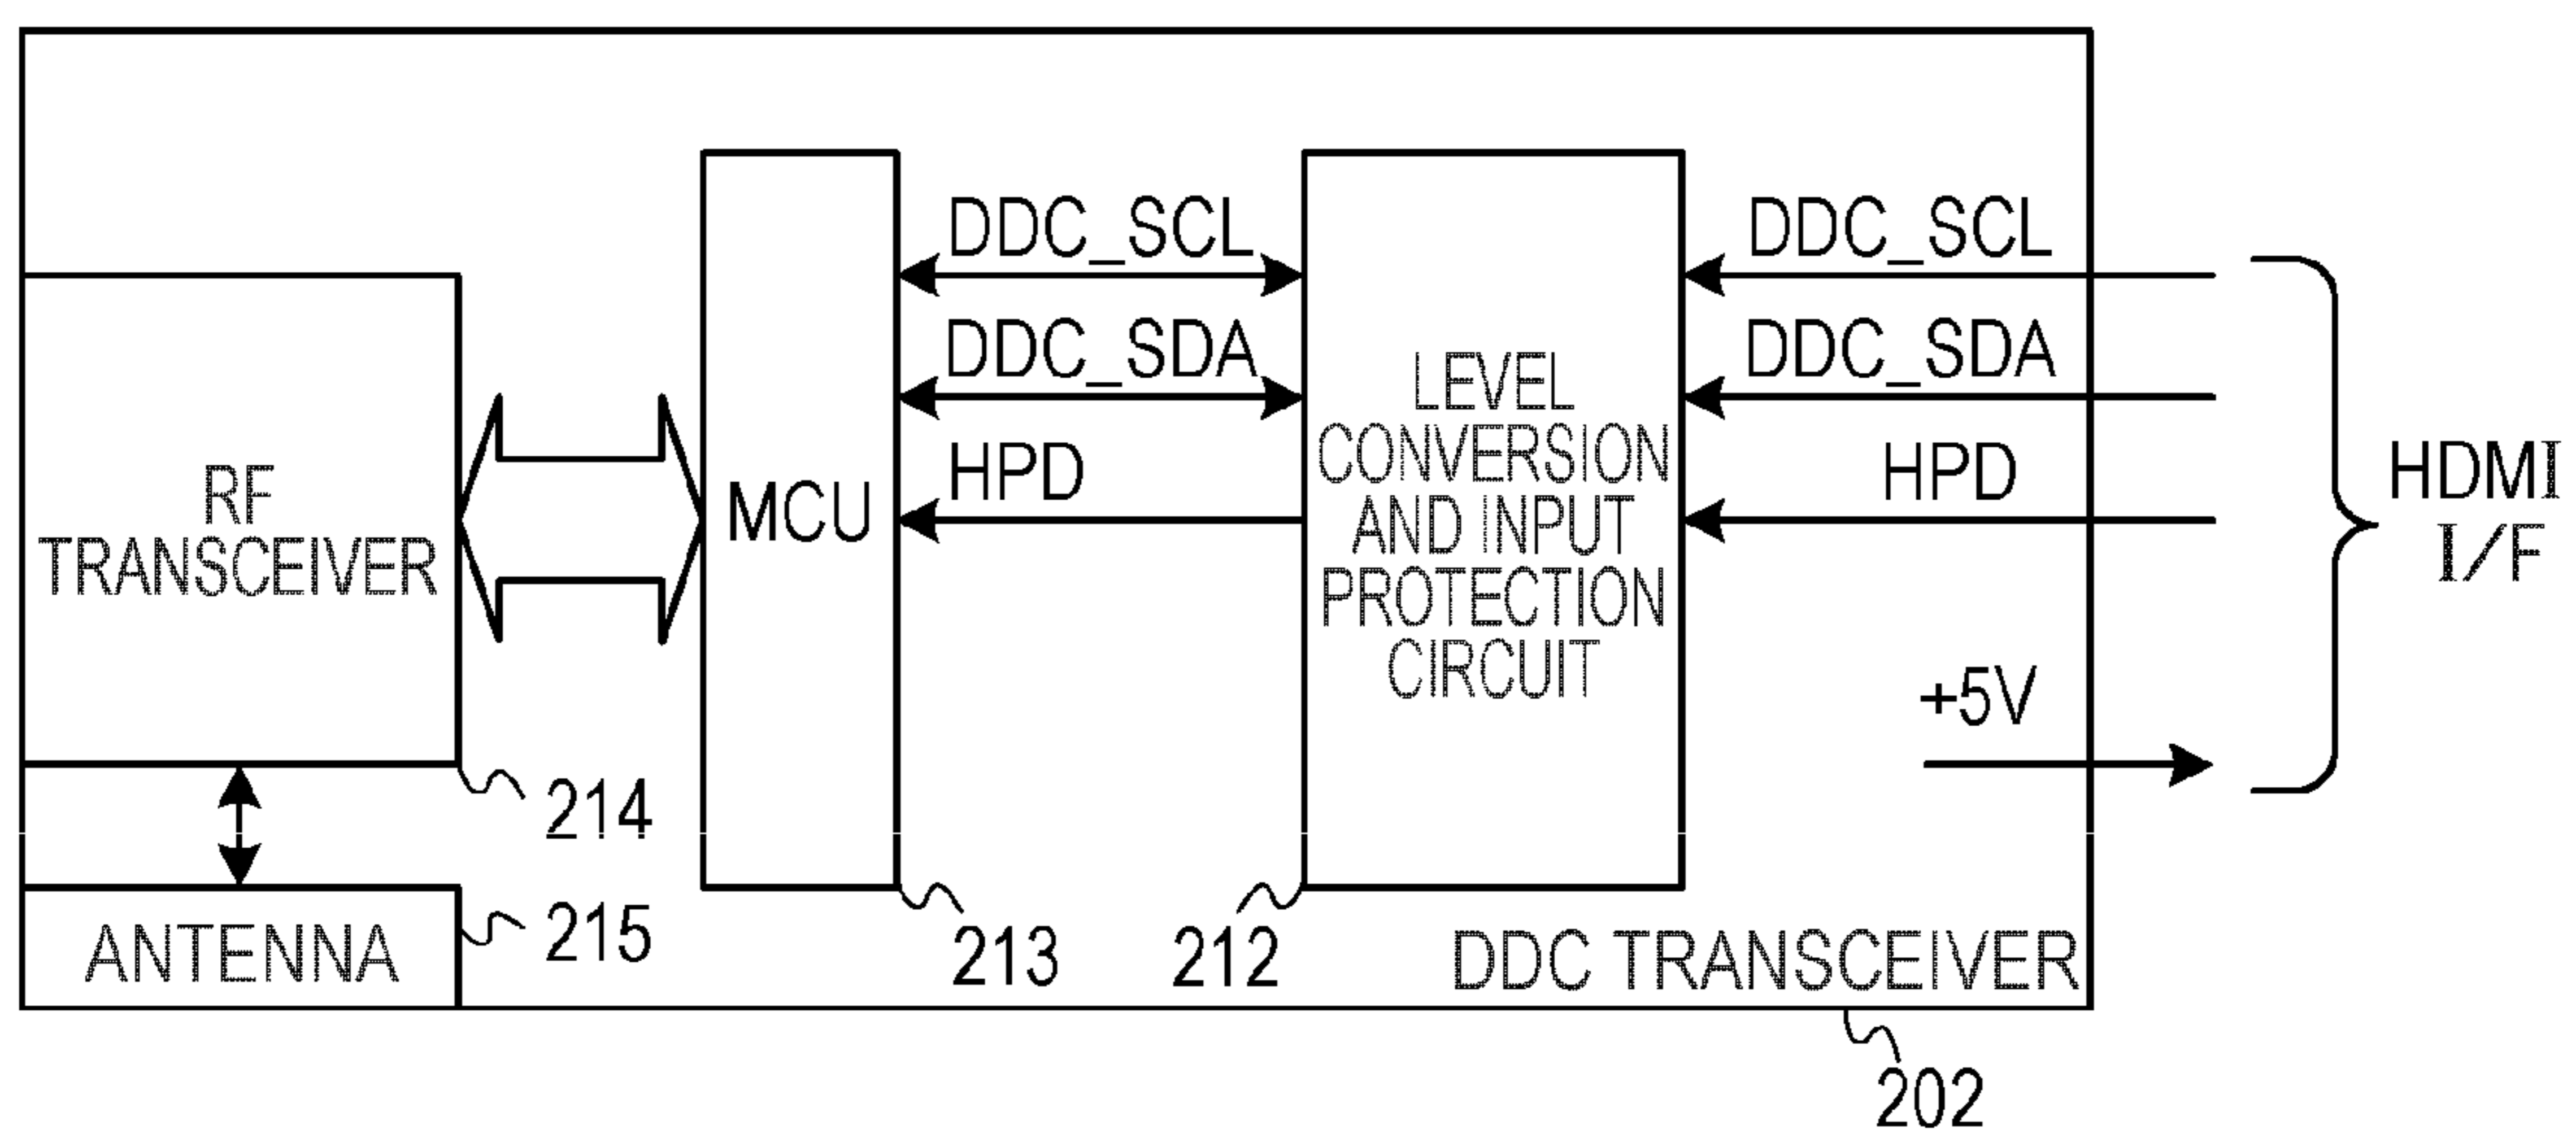 DDC_SCL
DDC_SDA
HPD
DDC_SCL
DDC_SDA
HPD
+5V
HDMI
I/F
RF
TRANSCEIVER
MCU
LEVEL
CONVERSION
AND INPUT
PROTECTION
CIRCUIT
214
ANTENNA
215
213
212
DDC TRANSCEIVER
202